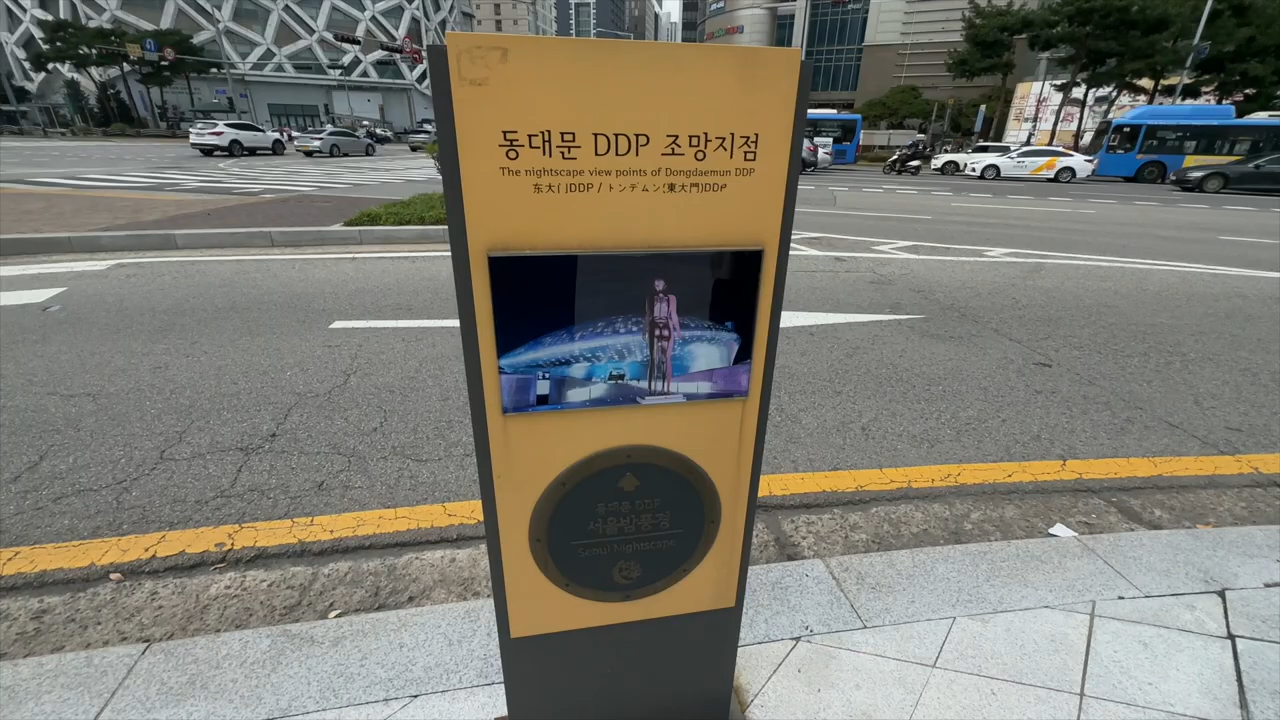 동대문 DDP 조망지점
The nightscape view points of Dongdaemun DDP
东大门DDP / トンデムン(東大門)DDP
동대문 DDP
서울밤풍경
Seoul Nightscape